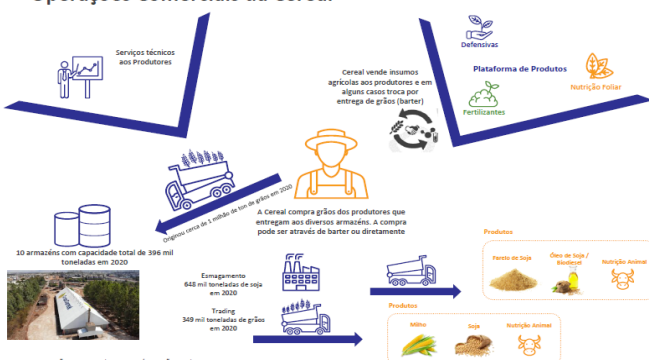 Operações Comerciais da Cereal
Serviços técnicos
aos Produtores
Defensivas
Plataforma de Produtos
Nutrição Foliar
Fertilizantes
Cereal vende insumos
agrícolas aos produtores e em
alguns casos troca por
entrega de grãos (barter)
Originou cerca de 1 milhão de ton de grãos em 2020
A Cereal compra grãos dos produtores que
entregam aos diversos armazéns. A compra
pode ser através de barter ou diretamente
10 armazéns com capacidade total de 396 mil
toneladas em 2020
Esmagamento
648 mil toneladas de soja
em 2020
Produtos
Farelo de Soja
Óleo de Soja /
Biodiesel
Nutrição Animal
Trading
349 mil toneladas de grãos
em 2020
Produtos
Milho
Soja
Nutrição Animal